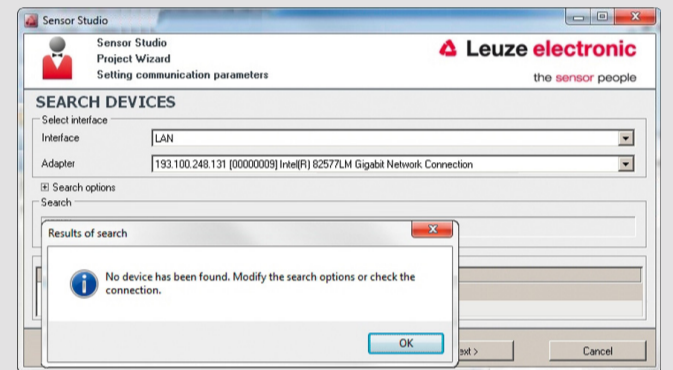 Sensor Studio
Sensor Studio
Project Wizard
Setting communication parameters
Leuze electronic
the sensor people
SEARCH DEVICES
Select interface
Interface
LAN
Adapter
193.100.248.131 [00000009] Intel(R) 82577LM Gigabit Network Connection
Search options
Search
Results of search
No device has been found. Modify the search options or check the
connection.
OK
Cancel